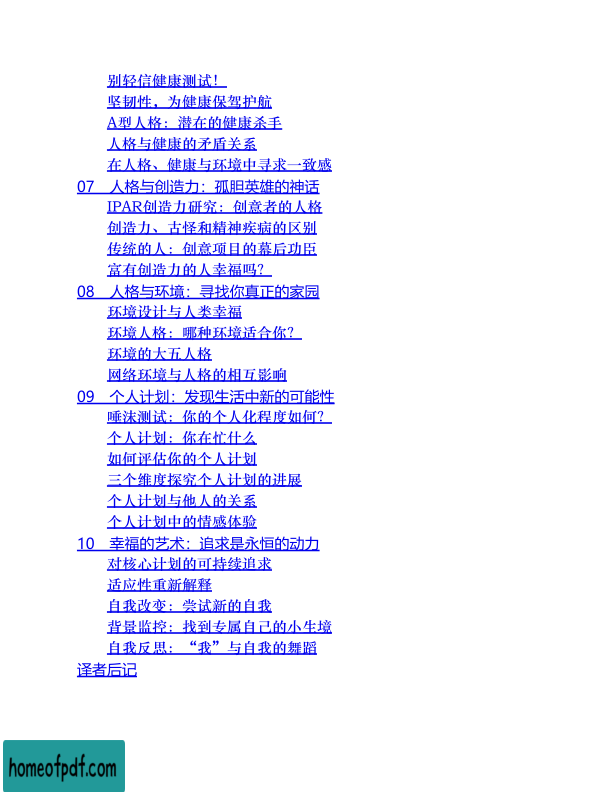 别轻信健康测试！
坚韧性，为健康保驾护航
A型人格：潜在的健康杀手
人格与健康的矛盾关系
在人格、健康与环境中寻求一致感
07 人格与创造力：孤胆英雄的神话
IPAR创造力研究：创意者的人格
创造力、古怪和精神疾病的区别
传统的人：创意项目的幕后功臣
富有创造力的人幸福吗？
08 人格与环境：寻找你真正的家园
环境设计与人类幸福
环境人格：哪种环境适合你？
环境的大五人格
网络环境与人格的相互影响
09 个人计划：发现生活中新的可能性
唾沫测试：你的个人化程度如何？
个人计划：你在忙什么
如何评估你的个人计划
三个维度探究个人计划的进展
个人计划与他人的关系
个人计划中的情感体验
10 幸福的艺术：追求是永恒的动力
对核心计划的可持续追求
适应性重新解释
自我改变：尝试新的自我
背景监控：找到专属自己的小生境
自我反思：“我”与自我的舞蹈
译者后记
homeofpdf.com